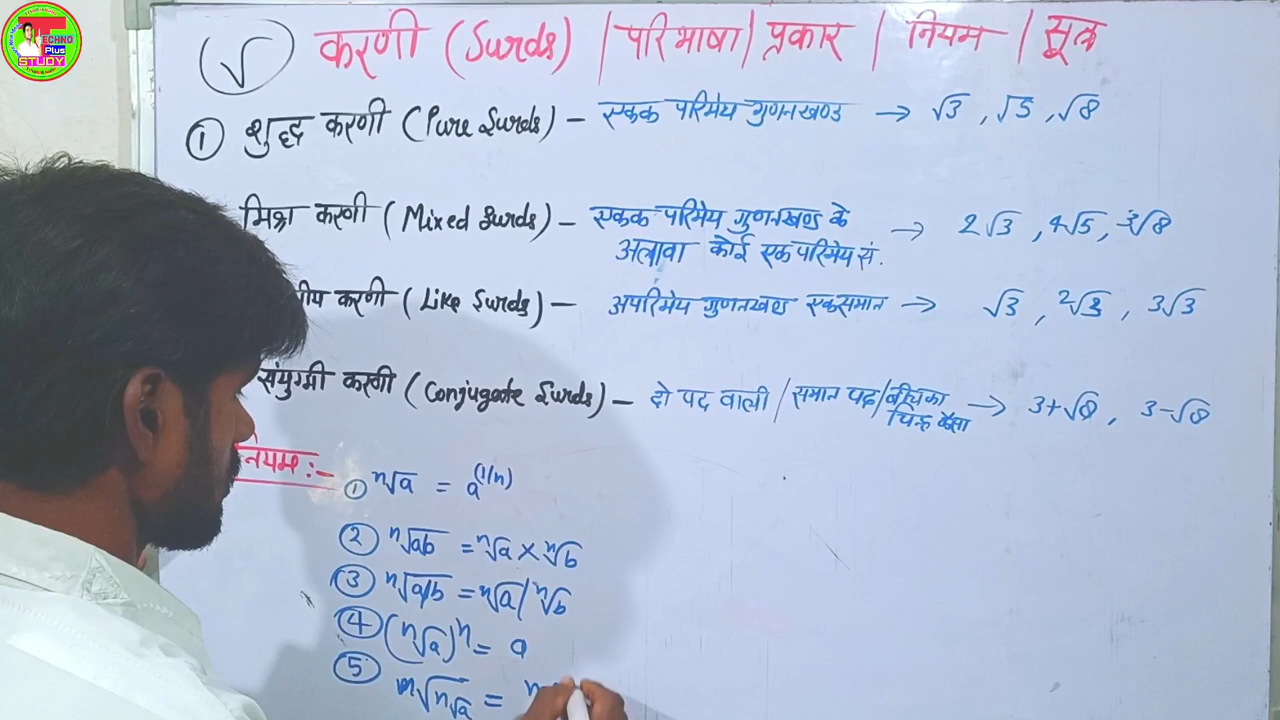 TECHNO
Plus
STUDY
√ करणी (Surds) | परिभाषा | प्रकार | नियम | सूत्र
① शुद्ध करणी (Pure Surds) – एकक परिमेय गुणनखण्ड → √3 , √5 , √8
मिश्र करणी (Mixed Surds) – एकक परिमेय गुणनखण्ड के → 2√3 , 4√5 , √8
अलावा कोई एक परिमेय सं.
ीय करणी (Like Surds) – अपरिमेय गुणनखण्ड एकसमान → √3 , 2√3 , 3√3
संयुग्मी करणी (Conjugate Surds) – दो पद वाली / समान पद / बीच का → 3+√8 , 3-√8
चिन्ह
नियम :-
① ⁿ√a = a^(1/n)
② ⁿ√ab = ⁿ√a × ⁿ√b
③ ⁿ√a/b = ⁿ√a / ⁿ√b
④ (ⁿ√a)ⁿ = a
⑤ ᵐ√ⁿ√a =